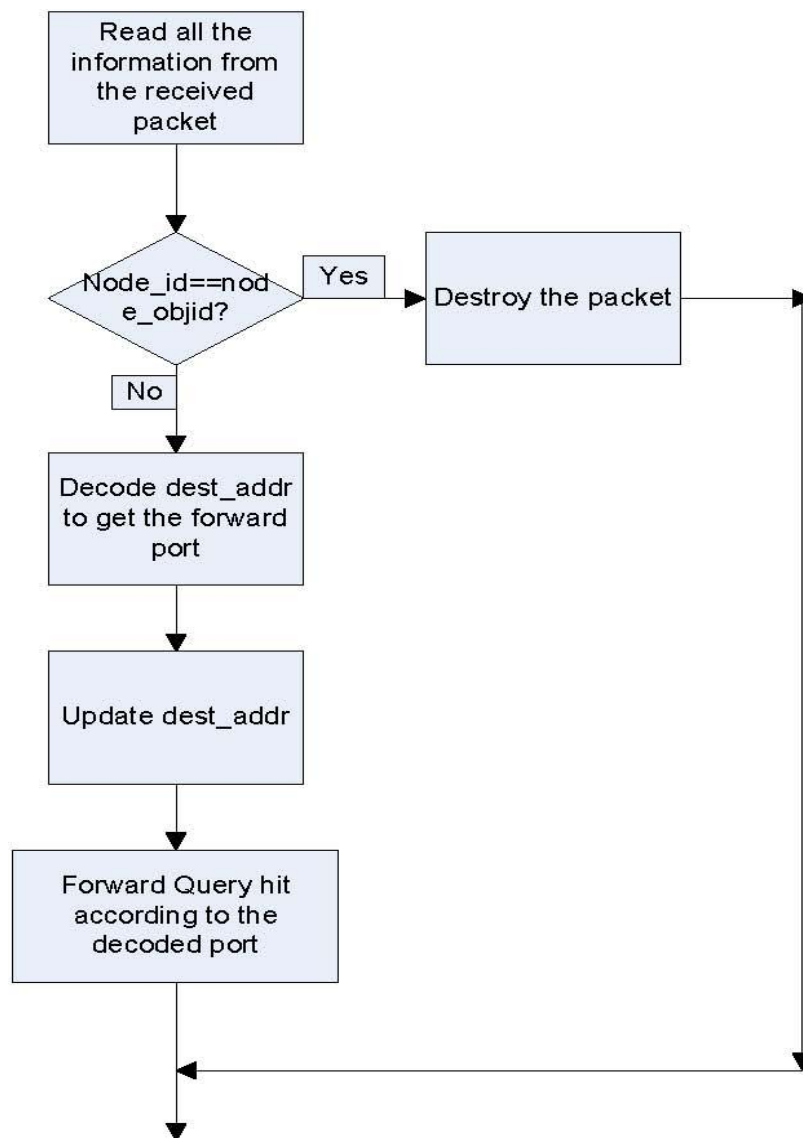 Read all the
information from
the received
packet
Node_id==nod
e_objid?
Yes
Destroy the packet
No
Decode dest_addr
to get the forward
port
Update dest_addr
Forward Query hit
according to the
decoded port